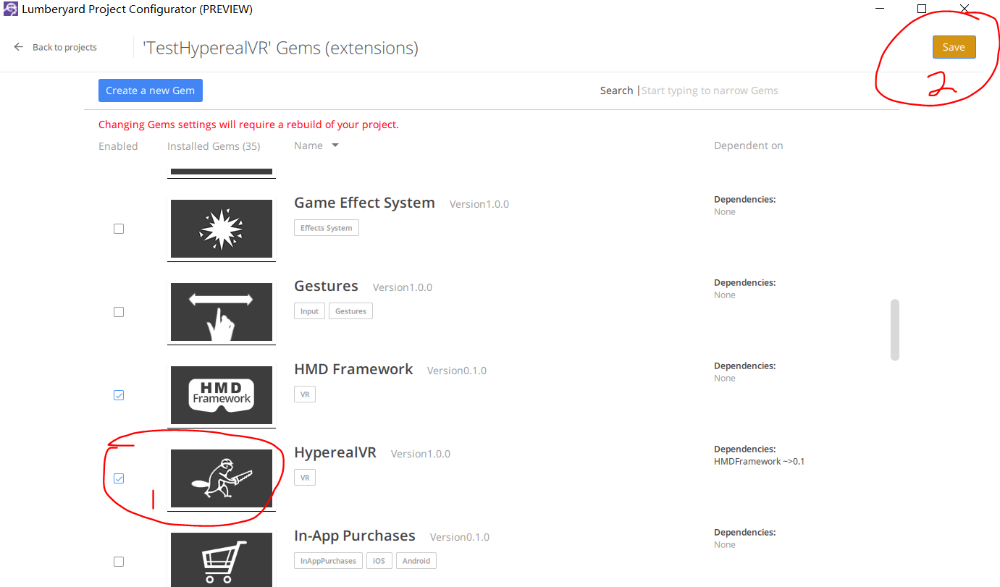 Lumberyard Project Configurator (PREVIEW)
Back to projects
'TestHyperealVR' Gems (extensions)
Save
2
Create a new Gem
Search Start typing to narrow Gems
Changing Gems settings will require a rebuild of your project.
Enabled Installed Gems (35) Name Dependent on
Game Effect System Version1.0.0
Effects System
Dependencies:
None
Gestures Version1.0.0
Input Gestures
Dependencies:
None
HMD
Framework
HMD Framework Version0.1.0
VR
Dependencies:
None
1
HyperealVR Version1.0.0
VR
Dependencies:
HMDFramework ~>0.1
In-App Purchases Version0.1.0
InAppPurchases iOS Android
Dependencies:
None